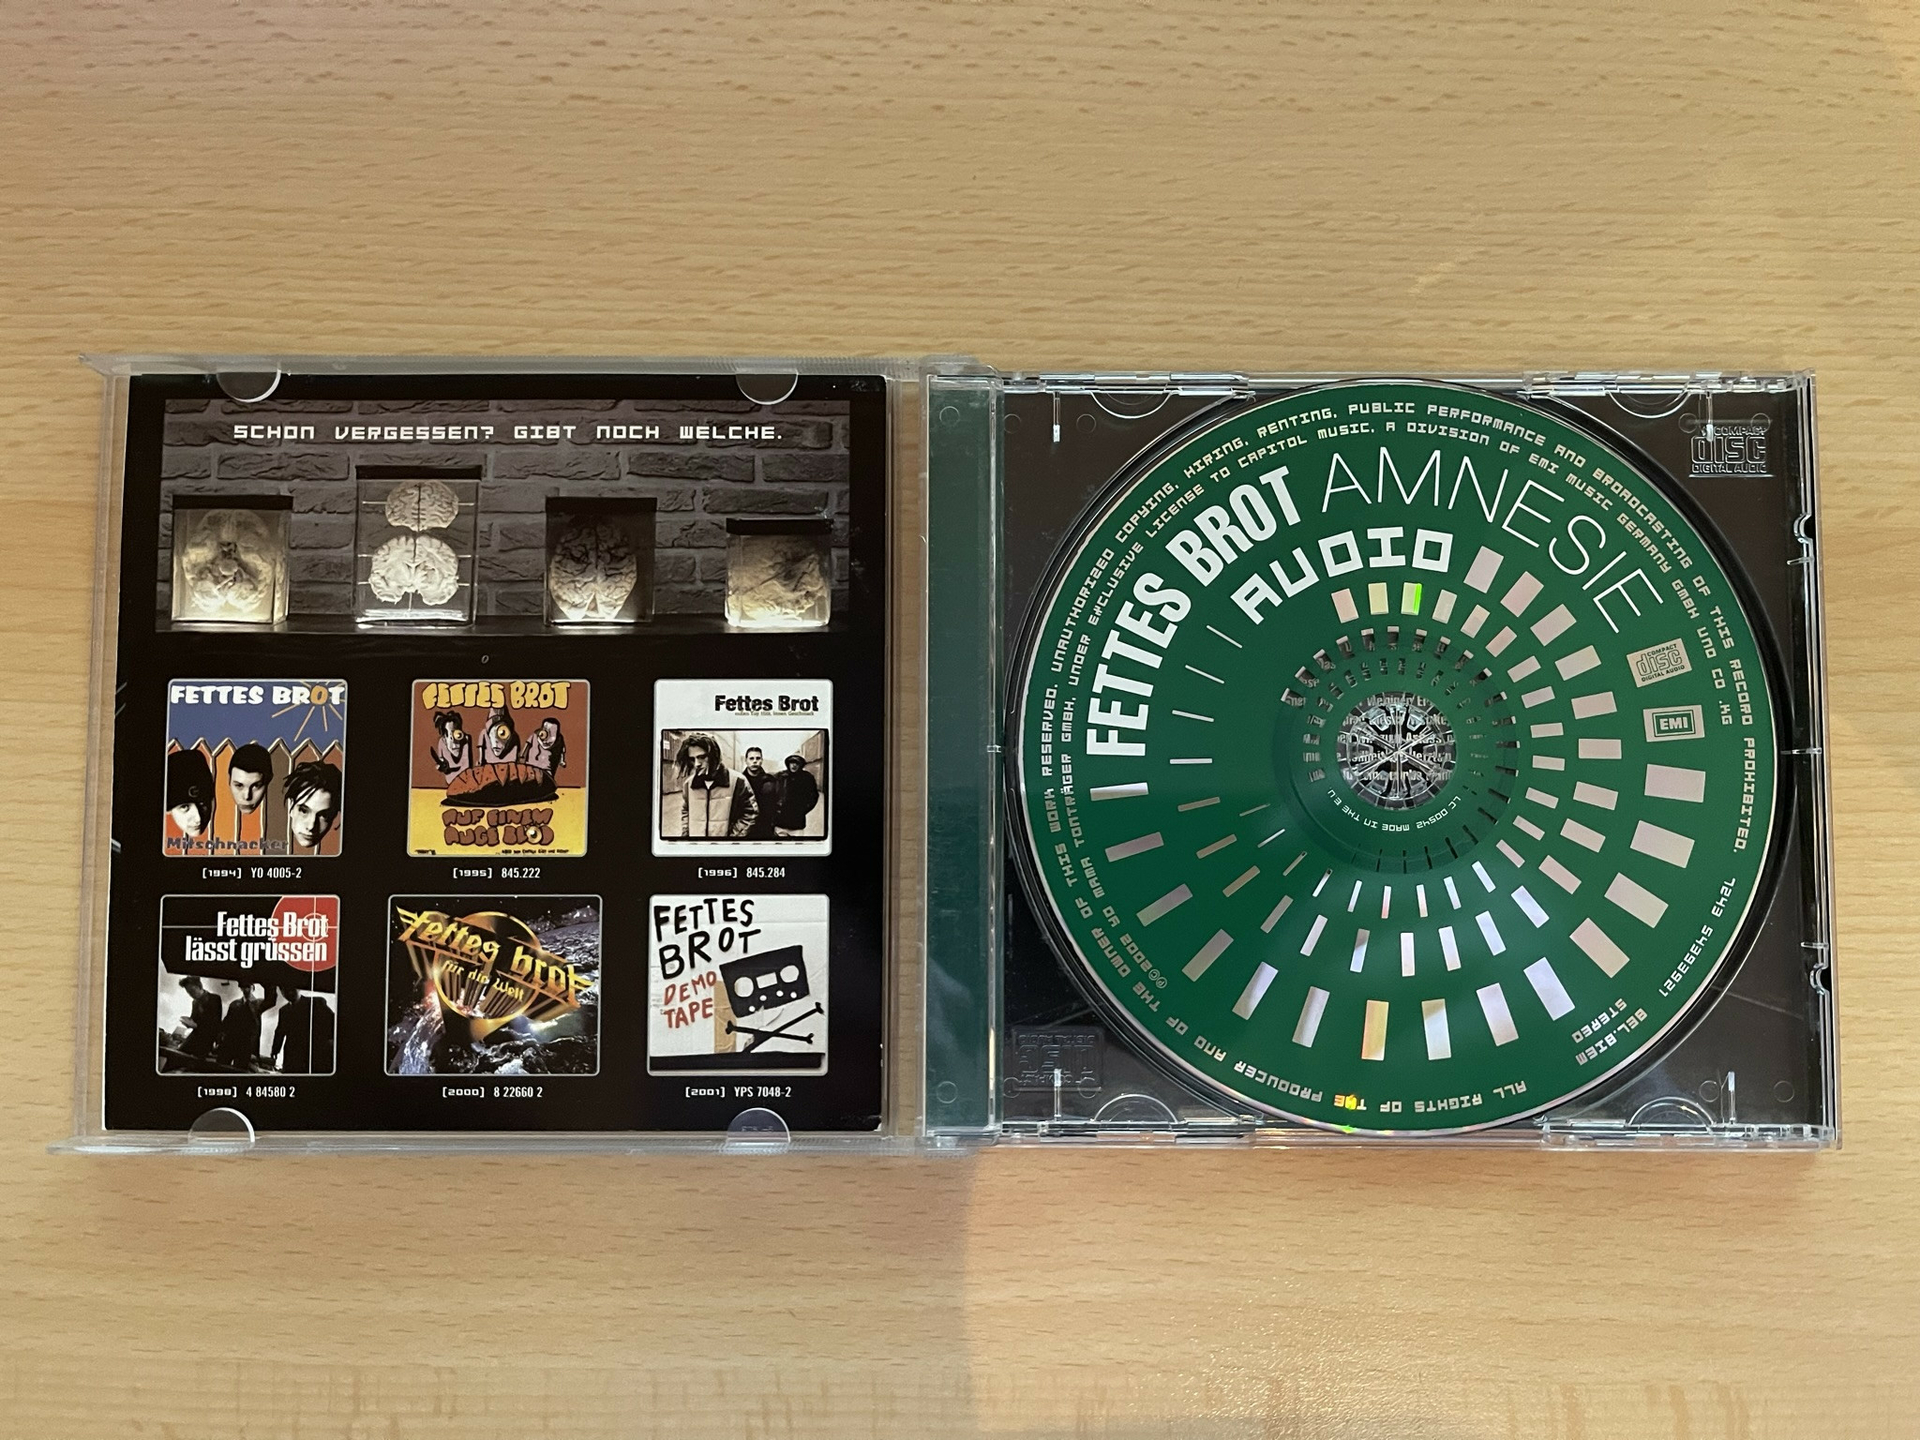 SCHON VERGESSEN? GIBT NOCH WELCHE.
FETTES BROT
Mitschnacker
[1994] YO 4005-2
FETTES BROT
AUF EINEM
AUGE BLÖD
[1995] 845.222
Fettes Brot
[1996] 845.284
Fettes Brot
lässt grüssen
[1998] 4 84580 2
fettes brot
für die welt
[2000] 8 22660 2
FETTES
BROT
DEMO
TAPE
[2001] YPS 7048-2
FETTES BROT AMNESIE
AUDIO
ALL RIGHTS OF THE PRODUCER AND OF THE OWNER OF THIS WORK RESERVED. UNAUTHORIZED COPYING, HIRING, RENTING, PUBLIC PERFORMANCE AND BROADCASTING OF THIS RECORD PROHIBITED.
℗©2002 YO MAMA TONTRÄGER GMBH, UNDER EXCLUSIVE LICENSE TO CAPITOL MUSIC, A DIVISION OF EMI MUSIC GERMANY GMBH UND CO .KG
COMPACT
disc
DIGITAL AUDIO
EMI
7243 54393921
BEL.BIEM
STEREO
LC 00542 MADE IN THE EU
COMPACT
disc
DIGITAL AUDIO